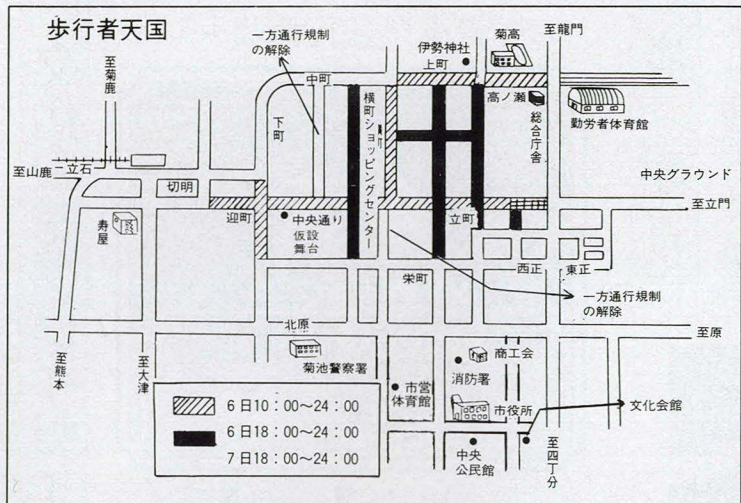 歩行者天国
一方通行規制
の解除
伊勢神社
上町
菊高
至龍門
至菊鹿
中町
高ノ瀬
総合庁舎
勤労者体育館
下町
横町ショッピングセンター
立石
至山鹿
切明
中央グラウンド
至立門
迎町
中央通り
仮設
舞台
立町
寿屋
西正
東正
栄町
一方通行規制
の解除
北原
至原
菊池警察署
商工会
消防署
至熊本
至大津
市営
体育館
市役所
文化会館
中央
公民館
至四丁分
6日10:00〜24:00
6日18:00〜24:00
7日18:00〜24:00